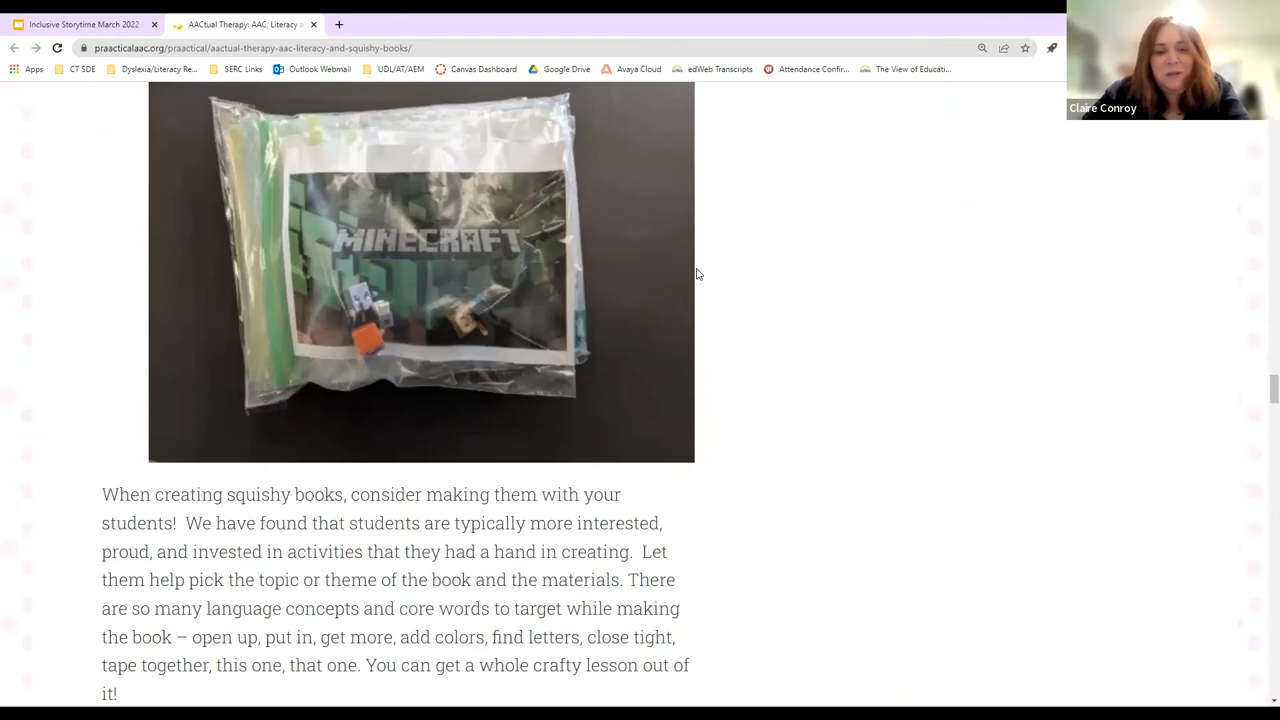 Inclusive Storytime March 2022
AACtual Therapy: AAC, Literacy a
praacticalaac.org/praactical/aactual-therapy-aac-literacy-and-squishy-books/
Apps
CT SDE
Dyslexia/Literacy Re...
SERC Links
Outlook Webmail
UDL/AT/AEM
Canvas Dashboard
Google Drive
Avaya Cloud
edWeb Transcripts
Attendance Confir...
The View of Educati...
Claire Conroy
MINECRAFT
When creating squishy books, consider making them with your
students!  We have found that students are typically more interested,
proud, and invested in activities that they had a hand in creating.  Let
them help pick the topic or theme of the book and the materials. There
are so many language concepts and core words to target while making
the book – open up, put in, get more, add colors, find letters, close tight,
tape together, this one, that one. You can get a whole crafty lesson out of
it!